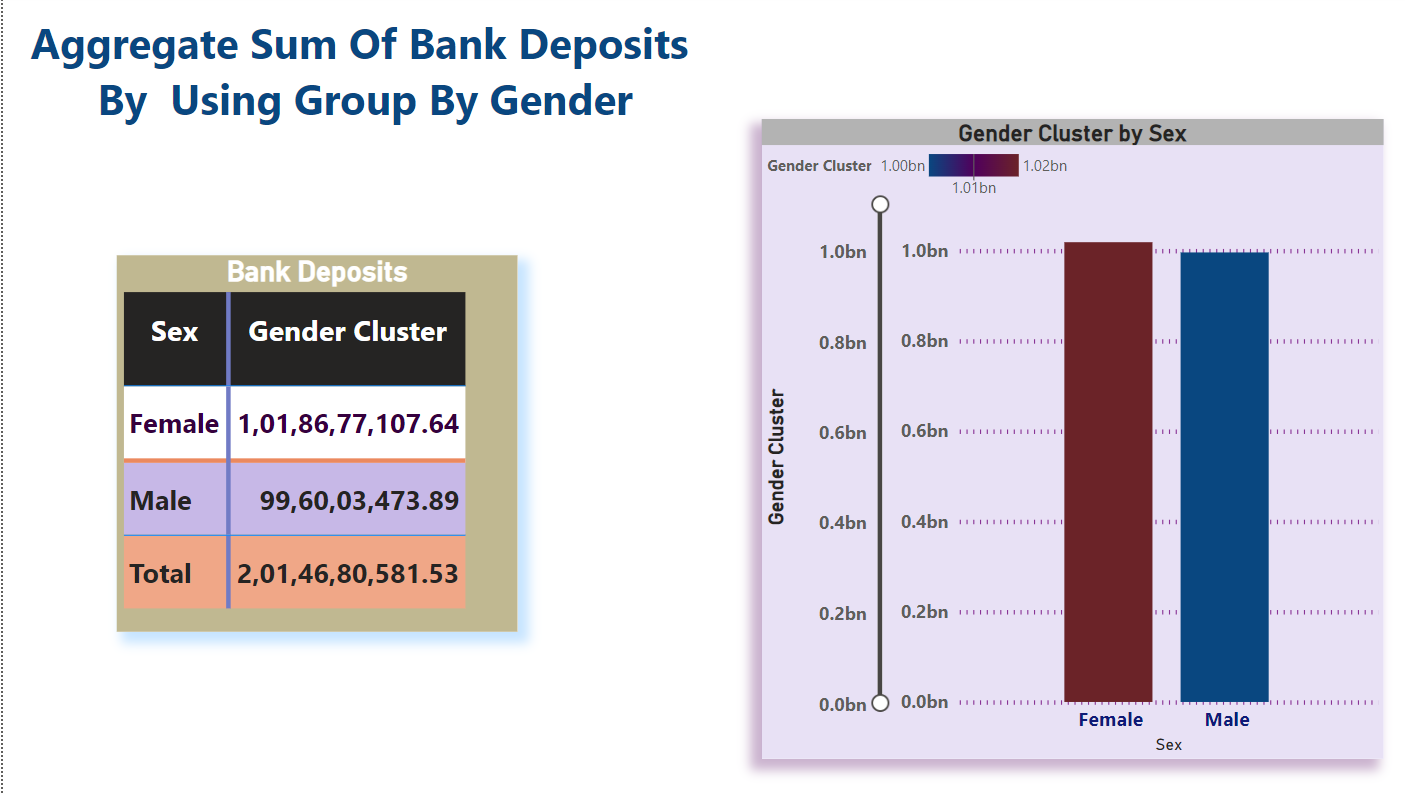 Aggregate Sum Of Bank Deposits
By  Using Group By Gender
Bank Deposits
Sex Gender Cluster
Female 1,01,86,77,107.64
Male 99,60,03,473.89
Total 2,01,46,80,581.53
Gender Cluster by Sex
Gender Cluster 1.00bn 1.02bn
1.01bn
1.0bn 1.0bn
0.8bn 0.8bn
0.6bn 0.6bn
0.4bn 0.4bn
0.2bn 0.2bn
0.0bn 0.0bn
Gender Cluster
Female Male
Sex